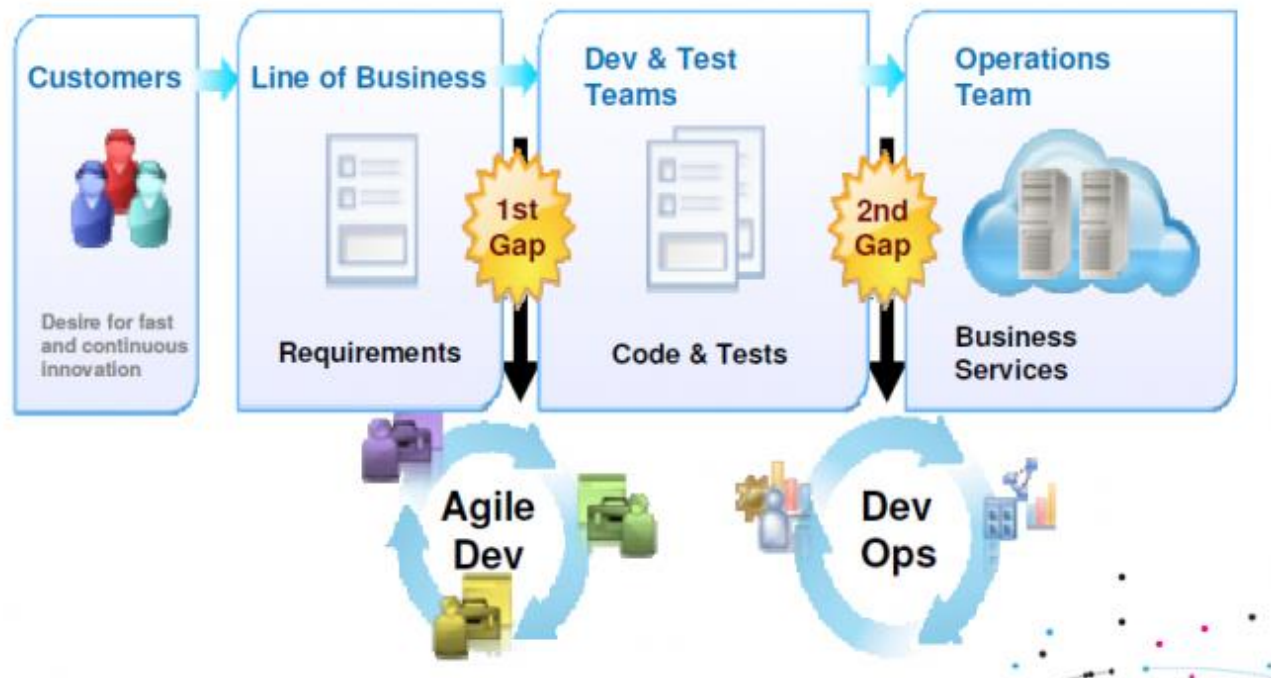 Customers
Desire for fast
and continuous
innovation
Line of Business
Requirements
1st
Gap
Dev & Test
Teams
Code & Tests
2nd
Gap
Operations
Team
Business
Services
Agile
Dev
Dev
Ops